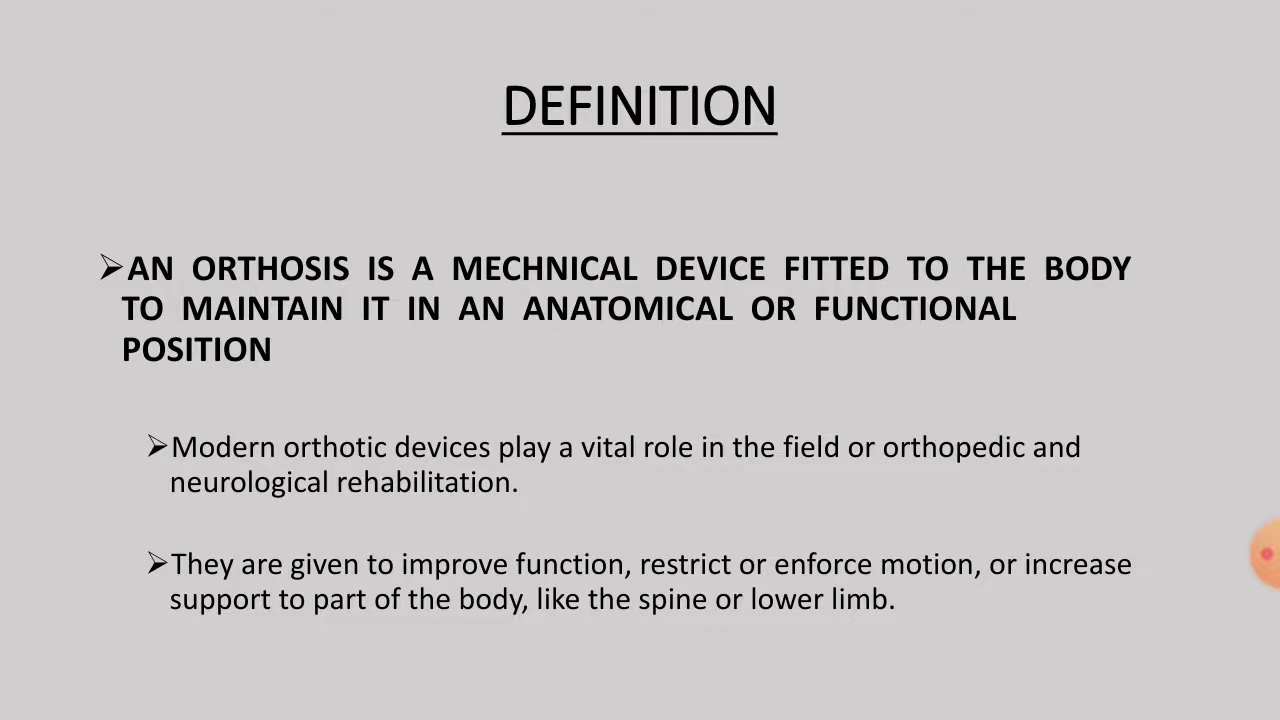 DEFINITION
➢AN ORTHOSIS IS A MECHNICAL DEVICE FITTED TO THE BODY
TO MAINTAIN IT IN AN ANATOMICAL OR FUNCTIONAL
POSITION
➢Modern orthotic devices play a vital role in the field or orthopedic and
neurological rehabilitation.
➢They are given to improve function, restrict or enforce motion, or increase
support to part of the body, like the spine or lower limb.